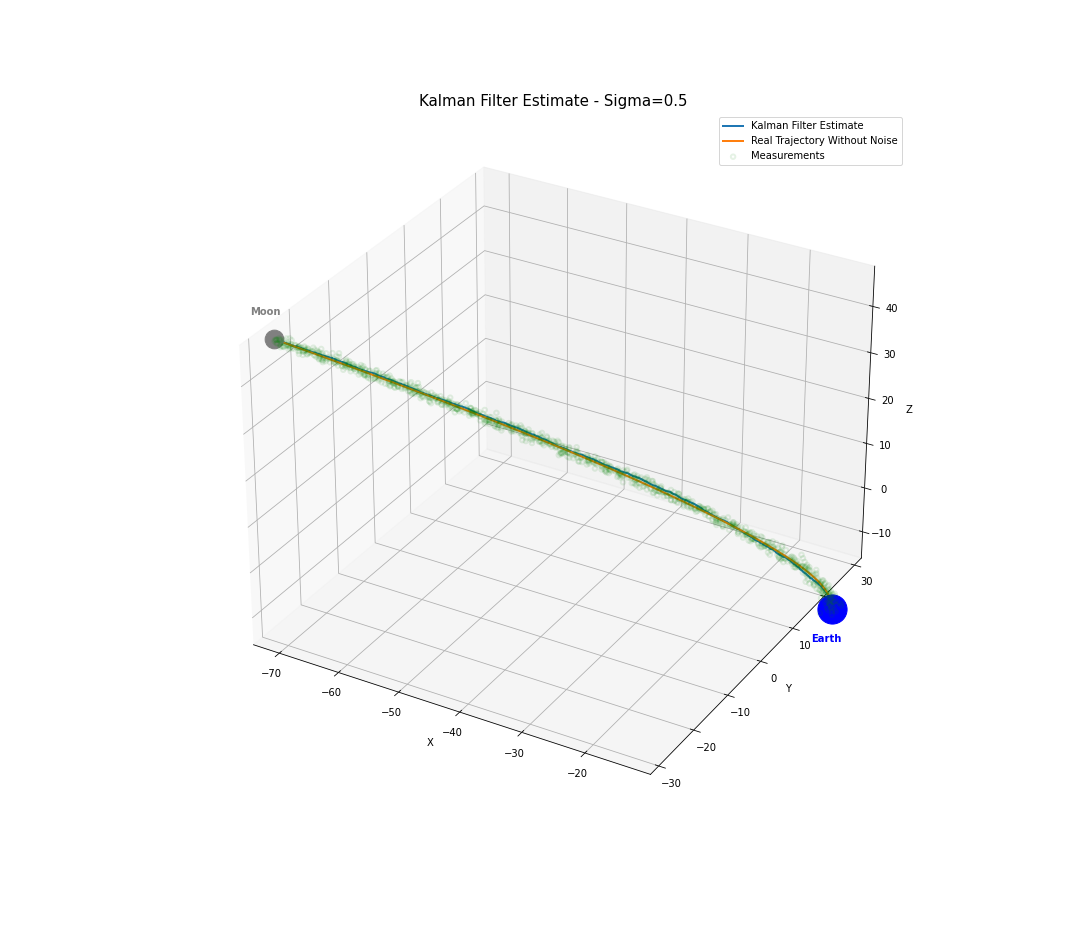 Kalman Filter Estimate - Sigma=0.5
Kalman Filter Estimate
Real Trajectory Without Noise
Measurements
Moon
40
30
20
Z
10
0
−10
30
Earth
10
0
Y
−10
−20
−30
−70
−60
−50
−40
X
−30
−20